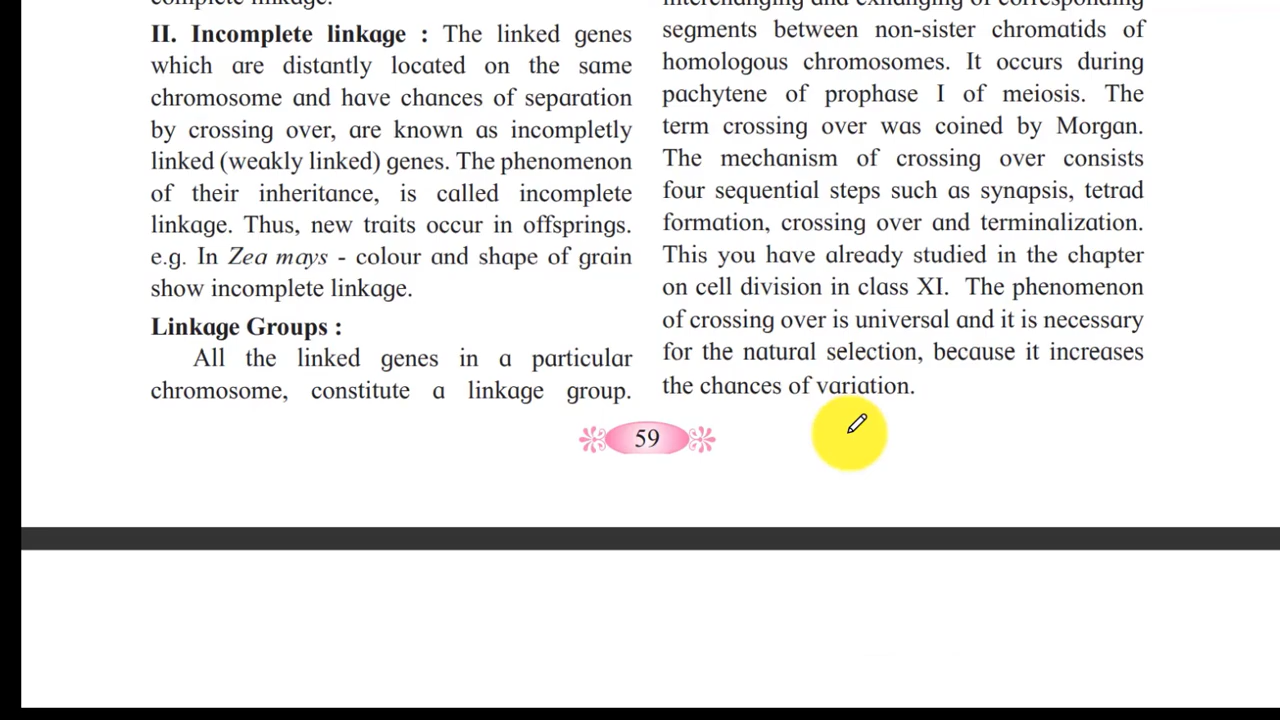 complete linkage.
II. Incomplete linkage : The linked genes
which are distantly located on the same
chromosome and have chances of separation
by crossing over, are known as incompletly
linked (weakly linked) genes. The phenomenon
of their inheritance, is called incomplete
linkage. Thus, new traits occur in offsprings.
e.g. In Zea mays - colour and shape of grain
show incomplete linkage.
Linkage Groups :
All the linked genes in a particular
chromosome, constitute a linkage group.
interchanging and exhanging of corresponding
segments between non-sister chromatids of
homologous chromosomes. It occurs during
pachytene of prophase I of meiosis. The
term crossing over was coined by Morgan.
The mechanism of crossing over consists
four sequential steps such as synapsis, tetrad
formation, crossing over and terminalization.
This you have already studied in the chapter
on cell division in class XI. The phenomenon
of crossing over is universal and it is necessary
for the natural selection, because it increases
the chances of variation.
59